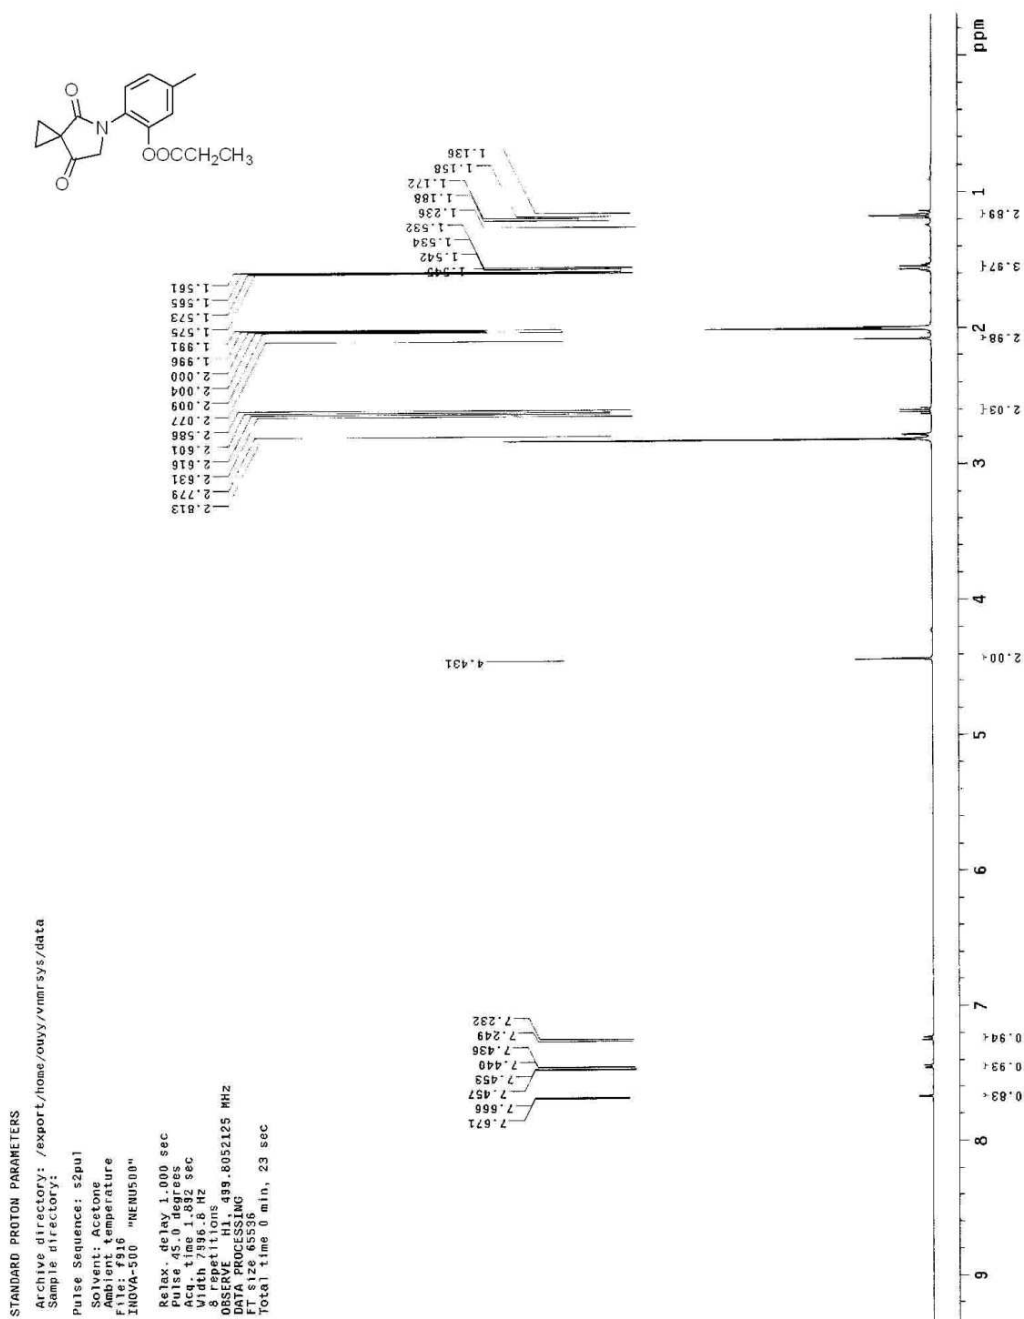 STANDARD PROTON PARAMETERS
Archive directory: /export/home/ouyy/vnmrsys/data
Sample directory:
Pulse Sequence: s2pul
Solvent: Acetone
Ambient temperature
File: f916
INOVA-500 "NENU500"
Relax. delay 1.000 sec
Pulse 45.0 degrees
Acq. time 1.892 sec
Width 7996.8 Hz
8 repetitions
OBSERVE H1, 499.8052125 MHz
DATA PROCESSING
FT size 65536
Total time 0 min, 23 sec
O
N
O
OOCCH2CH3
7.671
7.666
7.457
7.453
7.440
7.436
7.249
7.232
4.431
2.813
2.779
2.631
2.616
2.601
2.586
2.077
2.009
2.004
2.000
1.996
1.991
1.575
1.573
1.565
1.561
1.545
1.542
1.534
1.532
1.236
1.188
1.172
1.158
1.136
9
8
7
6
5
4
3
2
1
ppm
0.83
0.93
0.94
2.00
2.03
2.98
3.97
2.89